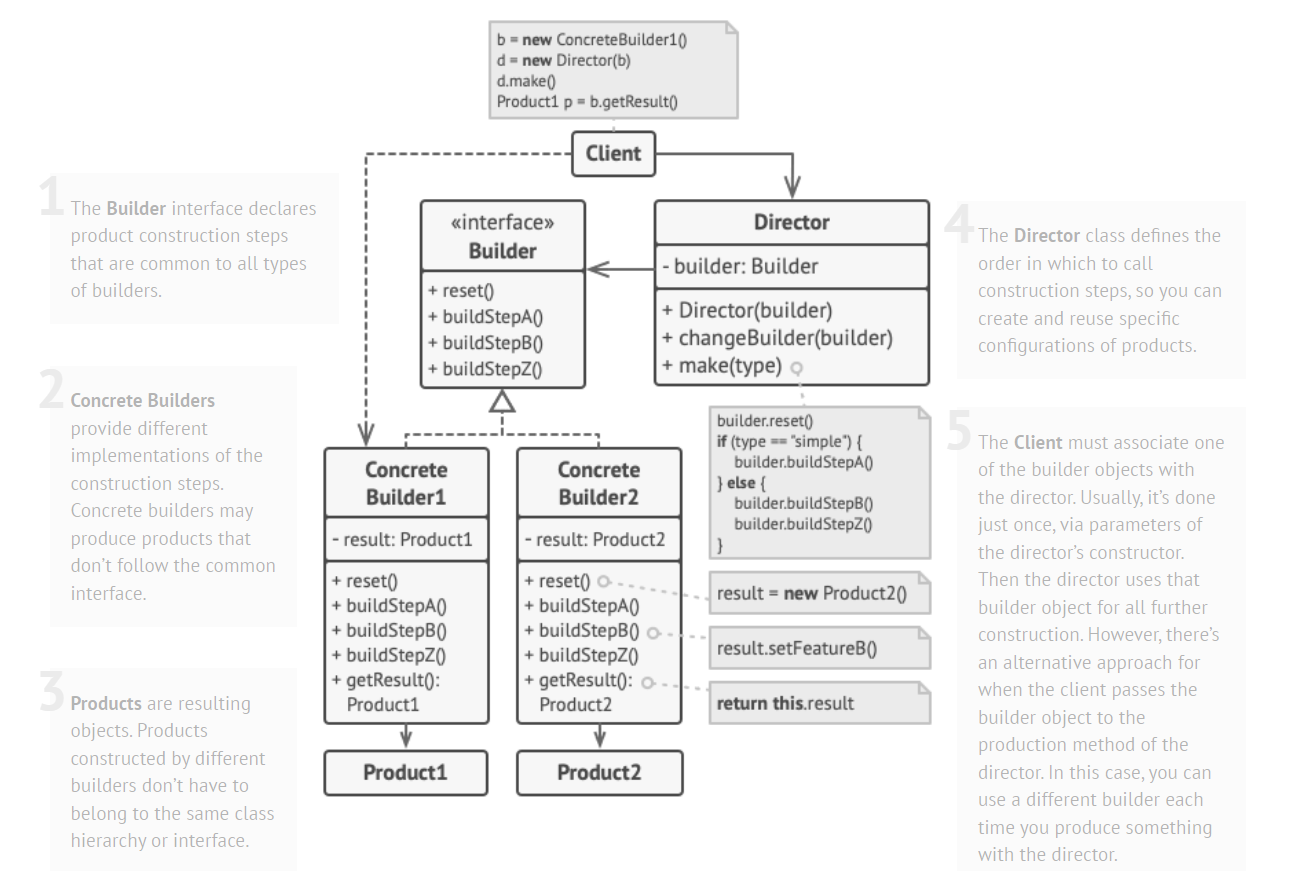 b = new ConcreteBuilder1()
d = new Director(b)
d.make()
Product1 p = b.getResult()
Client
1
The Builder interface declares
product construction steps
that are common to all types
of builders.
«interface»
Builder
+ reset()
+ buildStepA()
+ buildStepB()
+ buildStepZ()
Director
- builder: Builder
+ Director(builder)
+ changeBuilder(builder)
+ make(type)
4
The Director class defines the
order in which to call
construction steps, so you can
create and reuse specific
configurations of products.
2
Concrete Builders
provide different
implementations of the
construction steps.
Concrete builders may
produce products that
don't follow the common
interface.
builder.reset()
if (type == "simple") {
builder.buildStepA()
} else {
builder.buildStepB()
builder.buildStepZ()
}
Concrete
Builder1
- result: Product1
+ reset()
+ buildStepA()
+ buildStepB()
+ buildStepZ()
+ getResult():
Product1
Concrete
Builder2
- result: Product2
+ reset()
+ buildStepA()
+ buildStepB()
+ buildStepZ()
+ getResult():
Product2
result = new Product2()
result.setFeatureB()
return this.result
3
Products are resulting
objects. Products
constructed by different
builders don't have to
belong to the same class
hierarchy or interface.
Product1
Product2
5
The Client must associate one
of the builder objects with
the director. Usually, it's done
just once, via parameters of
the director's constructor.
Then the director uses that
builder object for all further
construction. However, there's
an alternative approach for
when the client passes the
builder object to the
production method of the
director. In this case, you can
use a different builder each
time you produce something
with the director.